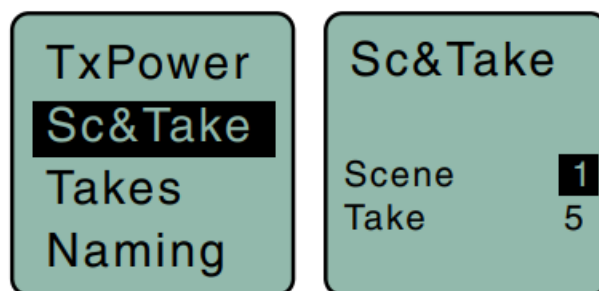 TxPower
Sc&Take
Takes
Naming
Sc&Take
Scene 1
Take 5